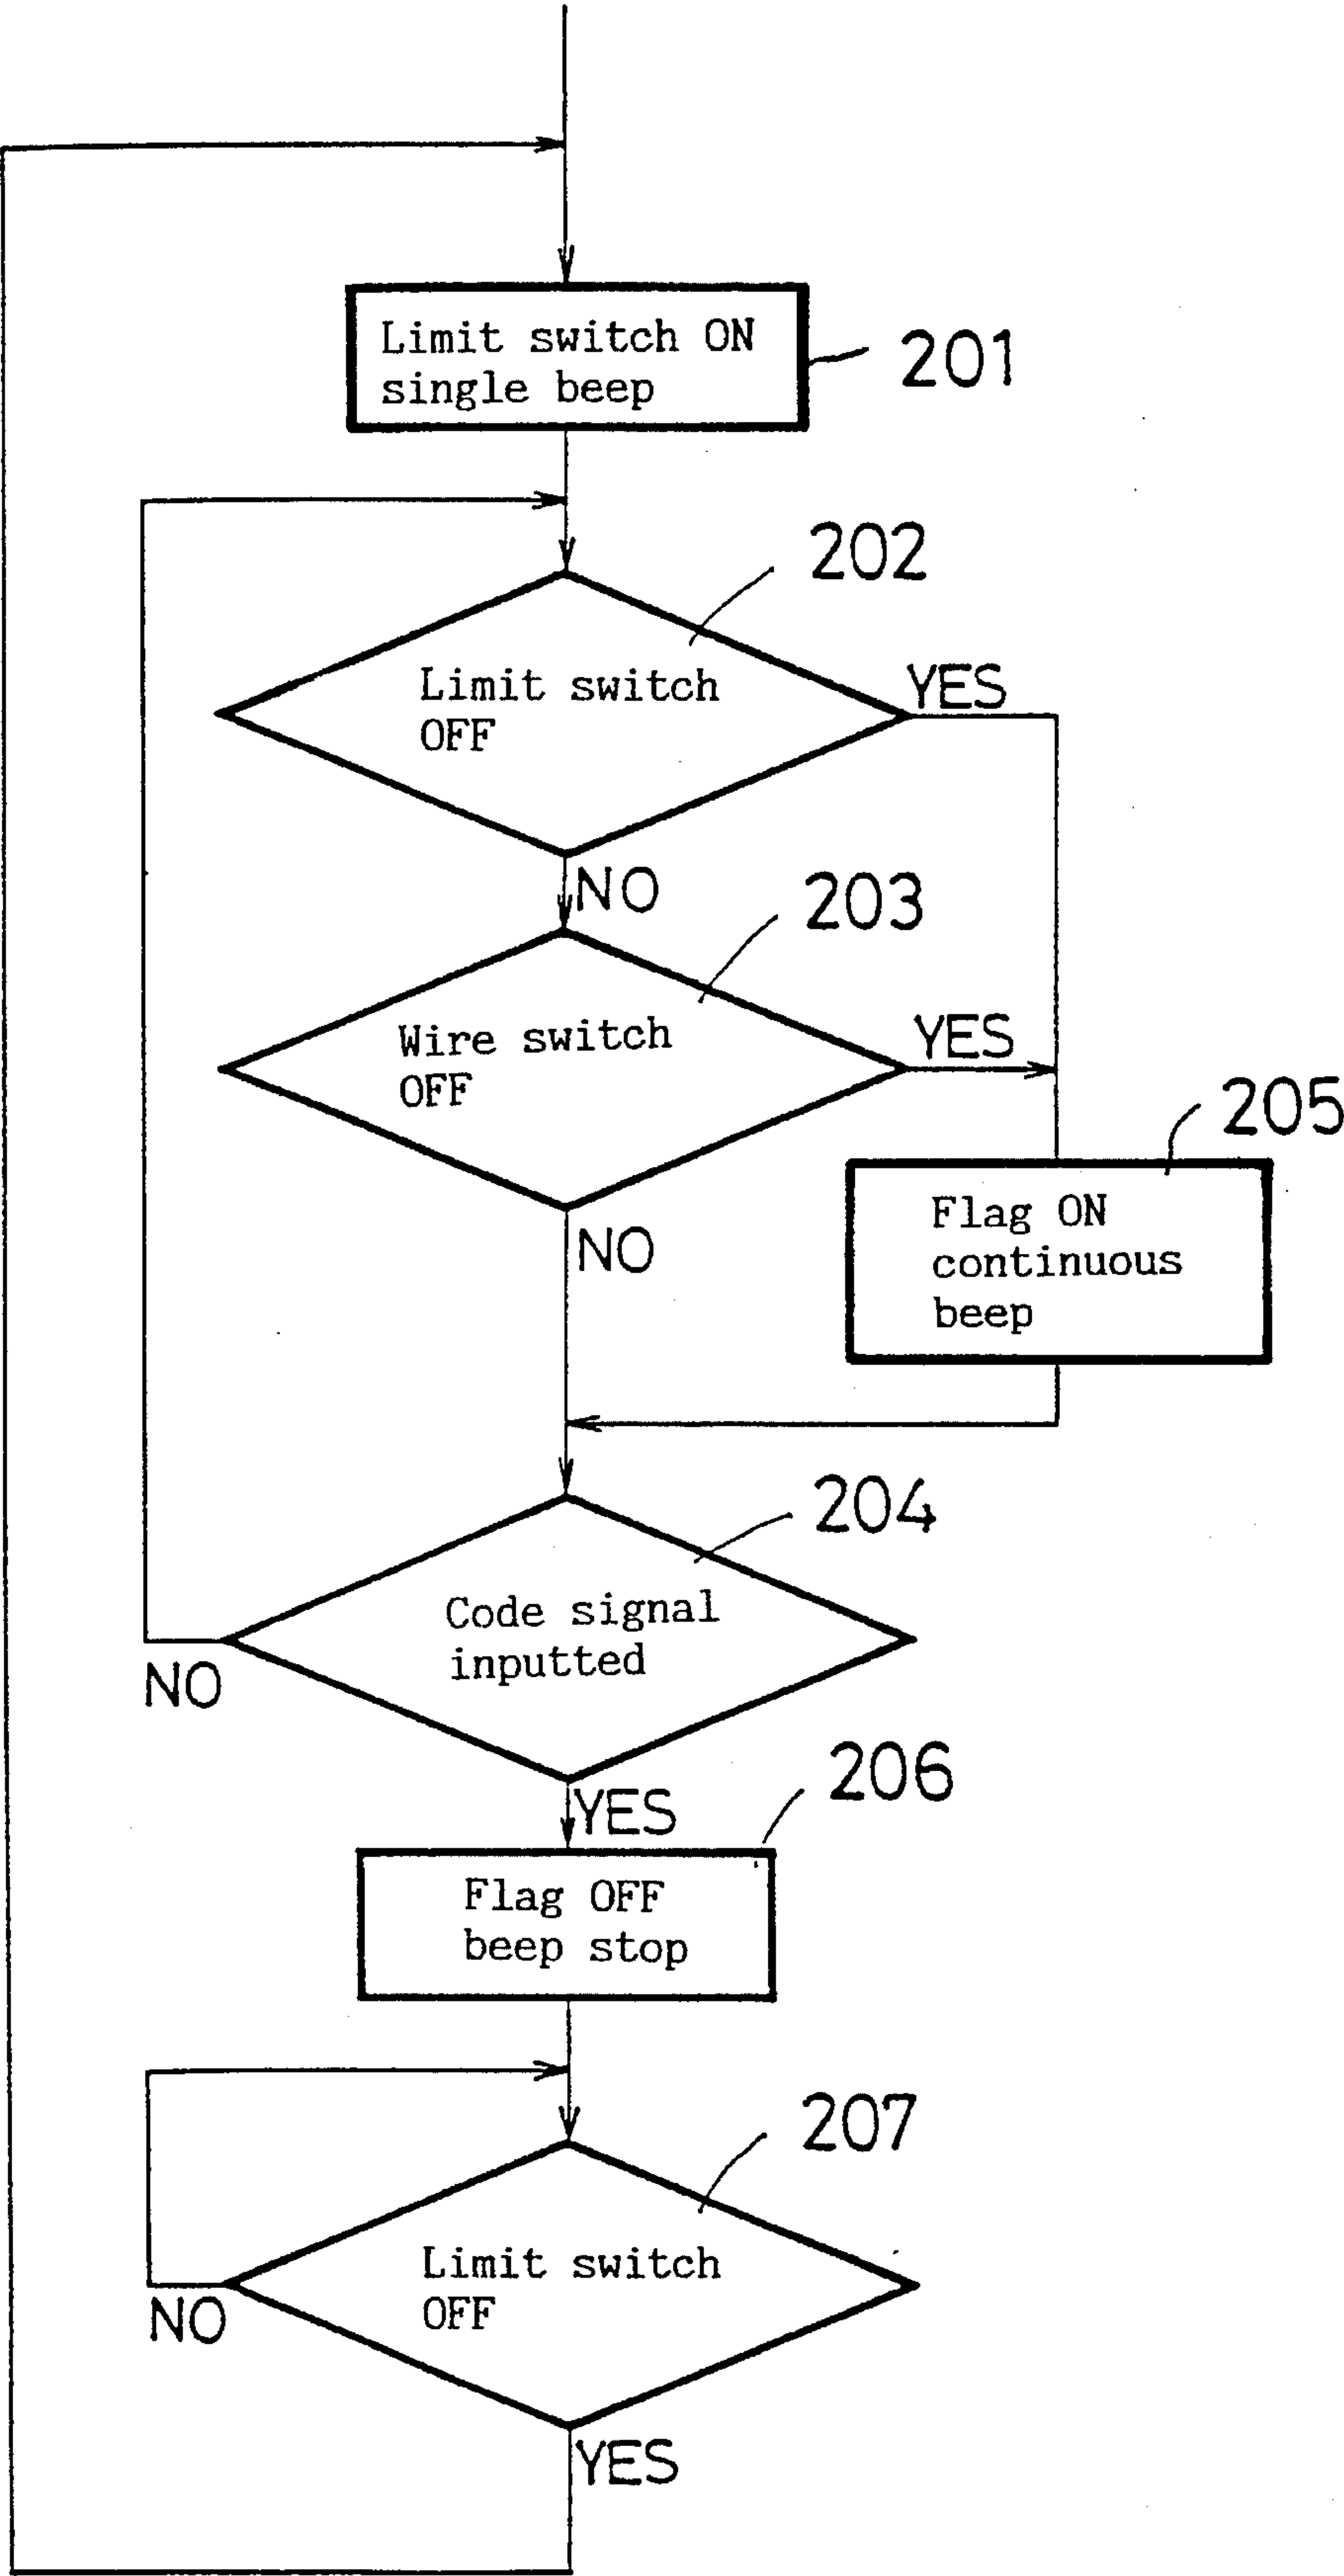 Limit switch ON
single beep
201
202
Limit switch
OFF
YES
NO
203
Wire switch
OFF
YES
205
NO
Flag ON
continuous
beep
204
Code signal
inputted
NO
206
YES
Flag OFF
beep stop
207
Limit switch
OFF
NO
YES